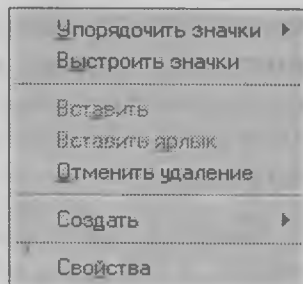 Упорядочить значки
Выстроить значки
Вставить
Вставить ярлык
Отменить удаление
Создать
Свойства